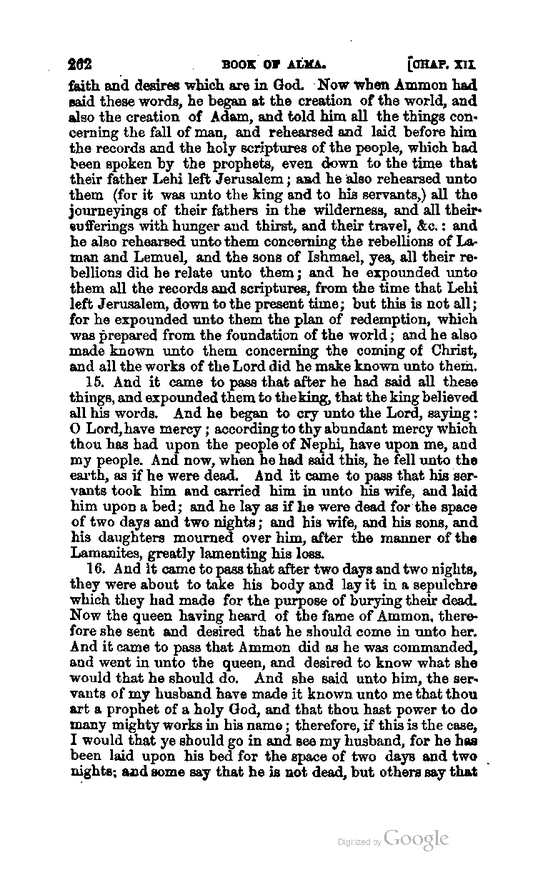 262 BOOK OF ALMA. [CHAP. XII
faith and desires which are in God. Now when Ammon had
said these words, he began at the creation of the world, and
also the creation of Adam, and told him all the things con-
cerning the fall of man, and rehearsed and laid before him
the records and the holy scriptures of the people, which had
been spoken by the prophets, even down to the time that
their father Lehi left Jerusalem; and he also rehearsed unto
them (for it was unto the king and to his servants,) all the
journeyings of their fathers in the wilderness, and all their
sufferings with hunger and thirst, and their travel, &c.: and
he also rehearsed unto them concerning the rebellions of La-
man and Lemuel, and the sons of Ishmael, yea, all their re-
bellions did he relate unto them; and he expounded unto
them all the records and scriptures, from the time that Lehi
left Jerusalem, down to the present time; but this is not all;
for he expounded unto them the plan of redemption, which
was prepared from the foundation of the world; and he also
made known unto them concerning the coming of Christ,
and all the works of the Lord did he make known unto them.
15. And it came to pass that after he had said all these
things, and expounded them to the king, that the king believed
all his words. And he began to cry unto the Lord, saying:
O Lord, have mercy; according to thy abundant mercy which
thou has had upon the people of Nephi, have upon me, and
my people. And now, when he had said this, he fell unto the
earth, as if he were dead. And it came to pass that his ser-
vants took him and carried him in unto his wife, and laid
him upon a bed; and he lay as if he were dead for the space
of two days and two nights; and his wife, and his sons, and
his daughters mourned over him, after the manner of the
Lamanites, greatly lamenting his loss.
16. And it came to pass that after two days and two nights,
they were about to take his body and lay it in a sepulchre
which they had made for the purpose of burying their dead.
Now the queen having heard of the fame of Ammon, there-
fore she sent and desired that he should come in unto her.
And it came to pass that Ammon did as he was commanded,
and went in unto the queen, and desired to know what she
would that he should do. And she said unto him, the ser-
vants of my husband have made it known unto me that thou
art a prophet of a holy God, and that thou hast power to do
many mighty works in his name; therefore, if this is the case,
I would that ye should go in and see my husband, for he has
been laid upon his bed for the space of two days and two
nights; and some say that he is not dead, but others say that
Digitized by Google